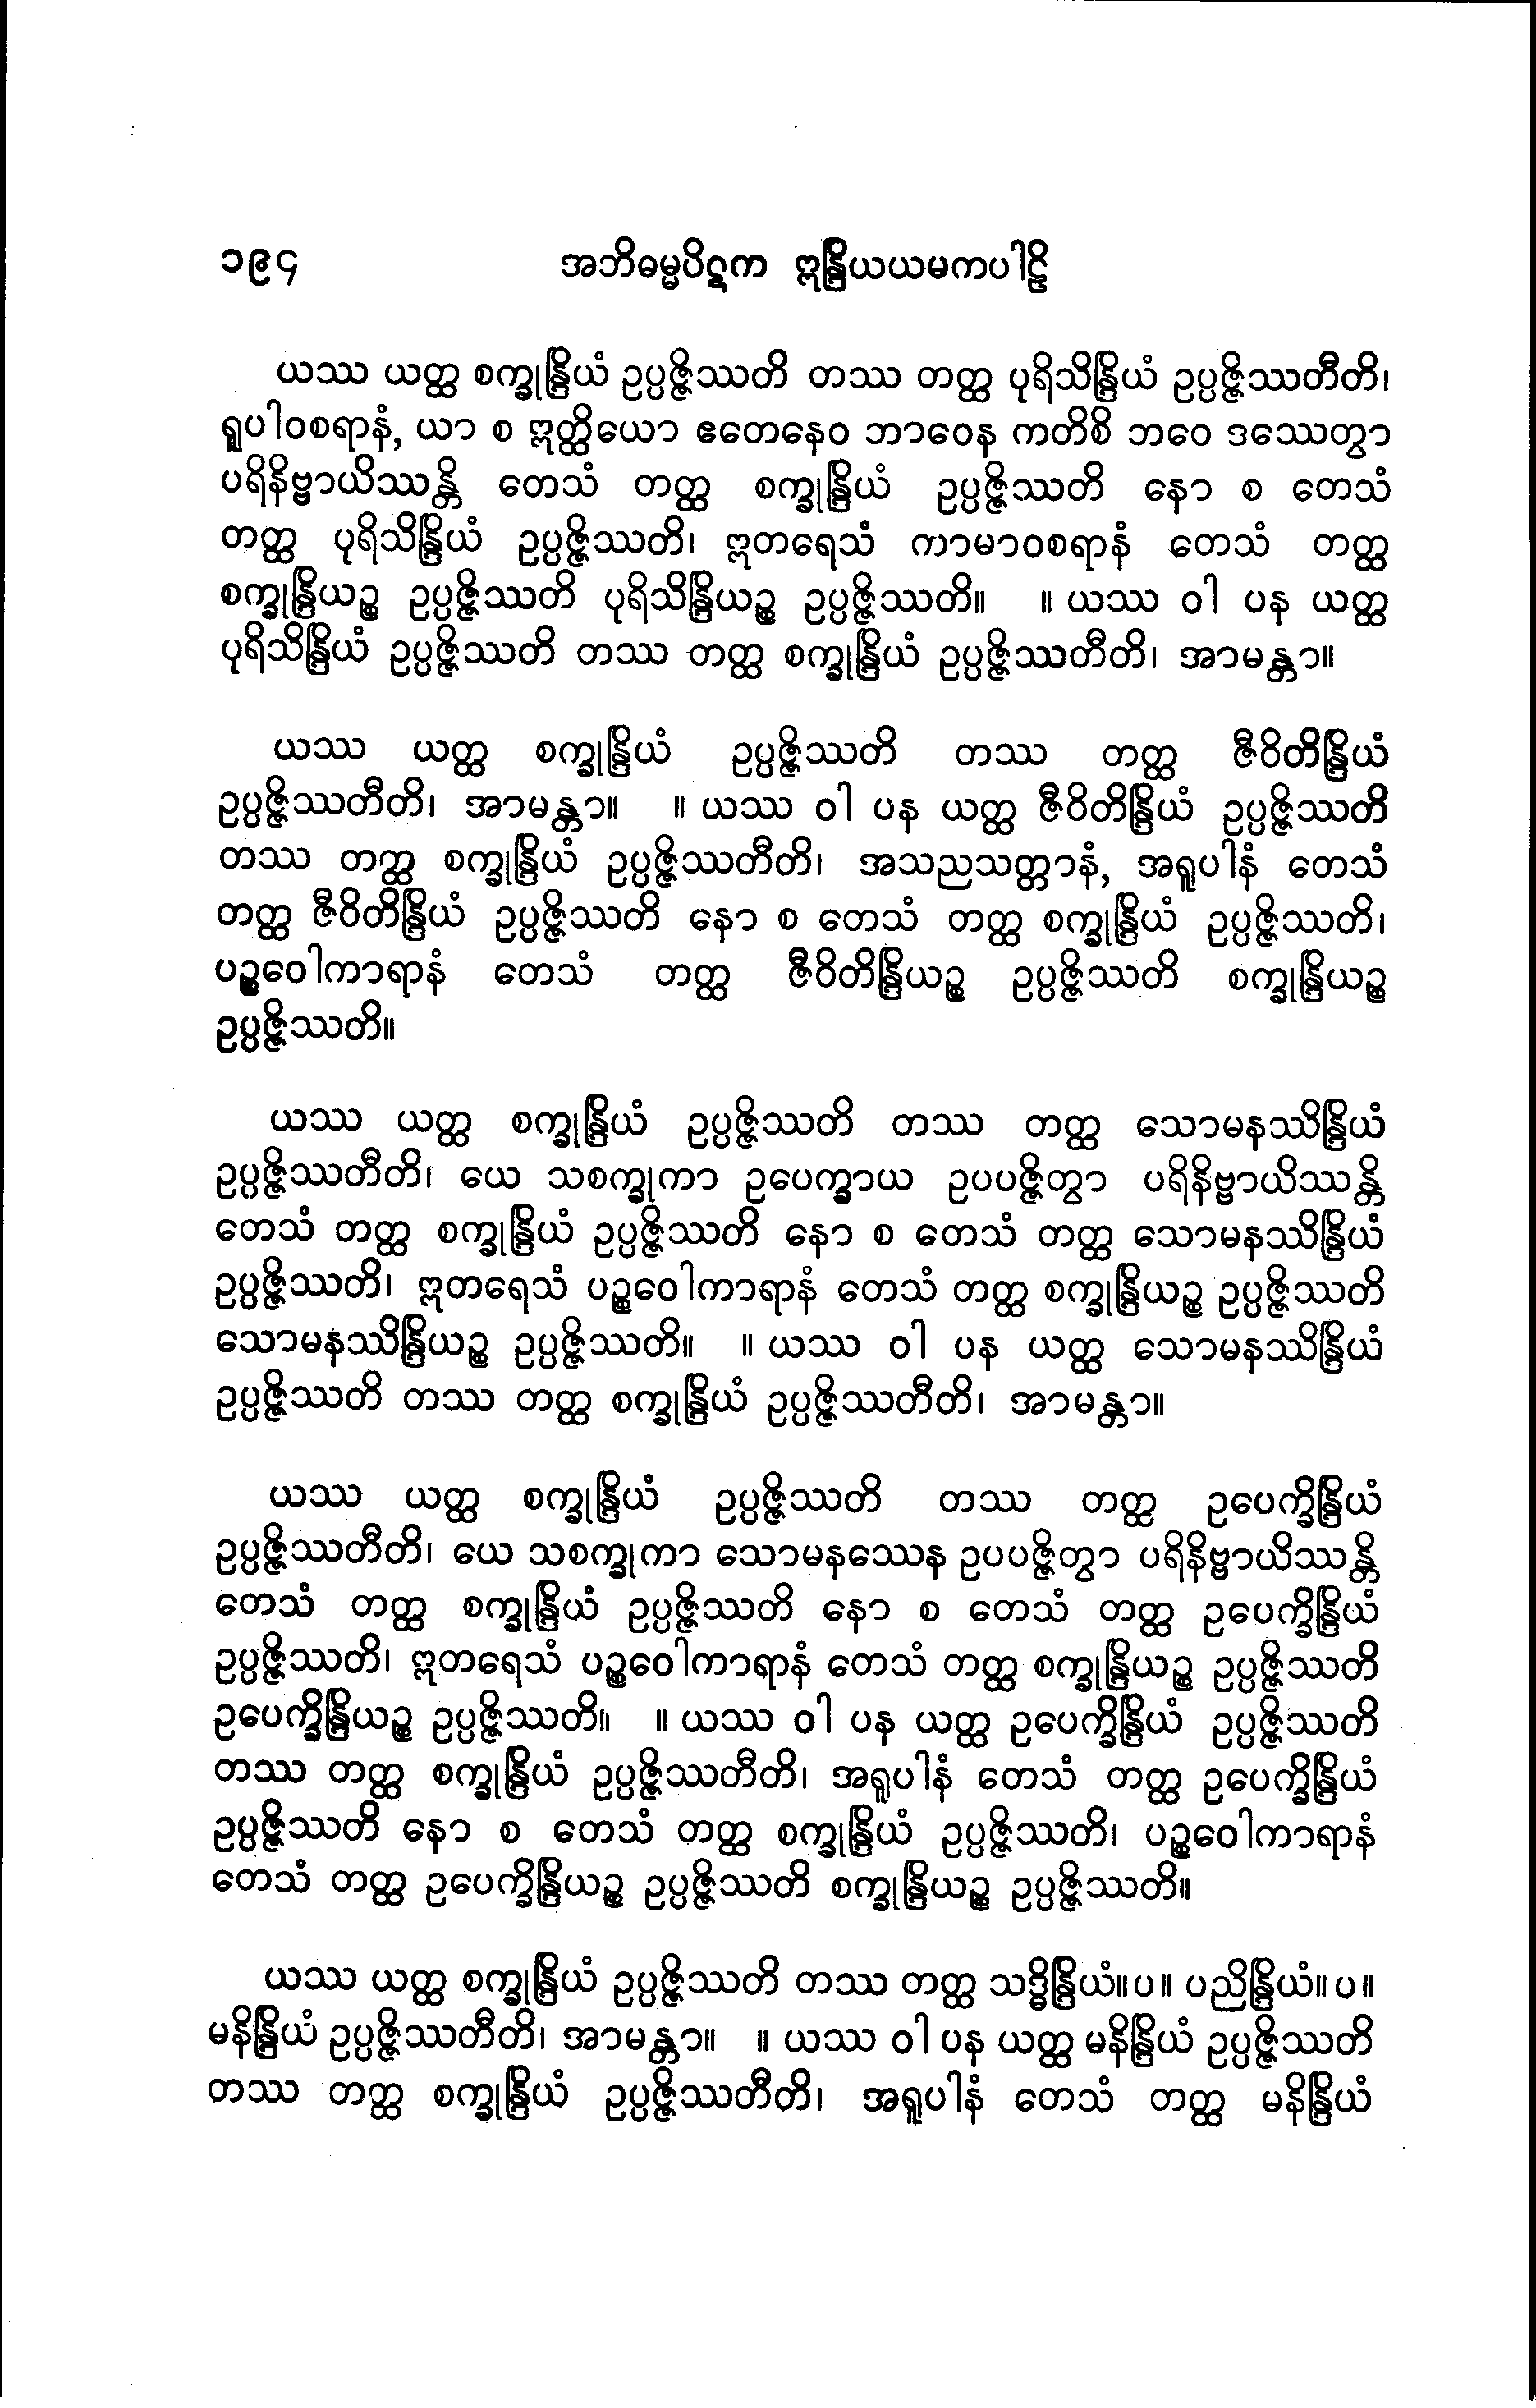 ၁၉၄ အဘိဓမ္မပိဋက ဣန္ဒြိယယမကပါဠိ
ယဿ ယတ္ထ စက္ခုန္ဒြိယံ ဥပ္ပဇ္ဇိဿတိ တဿ တတ္ထ ပုရိသိန္ဒြိယံ ဥပ္ပဇ္ဇိဿတီတိ၊
ရူပါဝစရာနံ, ယာ စ ဣတ္ထိယော ဧတေနေဝ ဘာဝေန ကတိစိ ဘဝေ ဒဿေတွာ
ပရိနိဗ္ဗာယိဿန္တိ တေသံ တတ္ထ စက္ခုန္ဒြိယံ ဥပ္ပဇ္ဇိဿတိ နော စ တေသံ
တတ္ထ ပုရိသိန္ဒြိယံ ဥပ္ပဇ္ဇိဿတိ၊ ဣတရေသံ ကာမာဝစရာနံ တေသံ တတ္ထ
စက္ခုန္ဒြိယဉ္စ ဥပ္ပဇ္ဇိဿတိ ပုရိသိန္ဒြိယဉ္စ ဥပ္ပဇ္ဇိဿတိ။ ။ ယဿ ဝါ ပန ယတ္ထ
ပုရိသိန္ဒြိယံ ဥပ္ပဇ္ဇိဿတိ တဿ တတ္ထ စက္ခုန္ဒြိယံ ဥပ္ပဇ္ဇိဿတီတိ၊ အာမန္တာ။
ယဿ ယတ္ထ စက္ခုန္ဒြိယံ ဥပ္ပဇ္ဇိဿတိ တဿ တတ္ထ ဇီဝိတိန္ဒြိယံ
ဥပ္ပဇ္ဇိဿတီတိ၊ အာမန္တာ။ ။ ယဿ ဝါ ပန ယတ္ထ ဇီဝိတိန္ဒြိယံ ဥပ္ပဇ္ဇိဿတိ
တဿ တတ္ထ စက္ခုန္ဒြိယံ ဥပ္ပဇ္ဇိဿတီတိ၊ အသညသတ္တာနံ, အရူပါနံ တေသံ
တတ္ထ ဇီဝိတိန္ဒြိယံ ဥပ္ပဇ္ဇိဿတိ နော စ တေသံ တတ္ထ စက္ခုန္ဒြိယံ ဥပ္ပဇ္ဇိဿတိ၊
ပဉ္စဝေါကာရာနံ တေသံ တတ္ထ ဇီဝိတိန္ဒြိယဉ္စ ဥပ္ပဇ္ဇိဿတိ စက္ခုန္ဒြိယဉ္စ
ဥပ္ပဇ္ဇိဿတိ။
ယဿ ယတ္ထ စက္ခုန္ဒြိယံ ဥပ္ပဇ္ဇိဿတိ တဿ တတ္ထ သောမနဿိန္ဒြိယံ
ဥပ္ပဇ္ဇိဿတီတိ၊ ယေ သစက္ခုကာ ဥပေက္ခာယ ဥပပဇ္ဇိတွာ ပရိနိဗ္ဗာယိဿန္တိ
တေသံ တတ္ထ စက္ခုန္ဒြိယံ ဥပ္ပဇ္ဇိဿတိ နော စ တေသံ တတ္ထ သောမနဿိန္ဒြိယံ
ဥပ္ပဇ္ဇိဿတိ၊ ဣတရေသံ ပဉ္စဝေါကာရာနံ တေသံ တတ္ထ စက္ခုန္ဒြိယဉ္စ ဥပ္ပဇ္ဇိဿတိ
သောမနဿိန္ဒြိယဉ္စ ဥပ္ပဇ္ဇိဿတိ။ ။ ယဿ ဝါ ပန ယတ္ထ သောမနဿိန္ဒြိယံ
ဥပ္ပဇ္ဇိဿတိ တဿ တတ္ထ စက္ခုန္ဒြိယံ ဥပ္ပဇ္ဇိဿတီတိ၊ အာမန္တာ။
ယဿ ယတ္ထ စက္ခုန္ဒြိယံ ဥပ္ပဇ္ဇိဿတိ တဿ တတ္ထ ဥပေက္ခိန္ဒြိယံ
ဥပ္ပဇ္ဇိဿတီတိ၊ ယေ သစက္ခုကာ သောမနဿေန ဥပပဇ္ဇိတွာ ပရိနိဗ္ဗာယိဿန္တိ
တေသံ တတ္ထ စက္ခုန္ဒြိယံ ဥပ္ပဇ္ဇိဿတိ နော စ တေသံ တတ္ထ ဥပေက္ခိန္ဒြိယံ
ဥပ္ပဇ္ဇိဿတိ၊ ဣတရေသံ ပဉ္စဝေါကာရာနံ တေသံ တတ္ထ စက္ခုန္ဒြိယဉ္စ ဥပ္ပဇ္ဇိဿတိ
ဥပေက္ခိန္ဒြိယဉ္စ ဥပ္ပဇ္ဇိဿတိ။ ။ ယဿ ဝါ ပန ယတ္ထ ဥပေက္ခိန္ဒြိယံ ဥပ္ပဇ္ဇိဿတိ
တဿ တတ္ထ စက္ခုန္ဒြိယံ ဥပ္ပဇ္ဇိဿတီတိ၊ အရူပါနံ တေသံ တတ္ထ ဥပေက္ခိန္ဒြိယံ
ဥပ္ပဇ္ဇိဿတိ နော စ တေသံ တတ္ထ စက္ခုန္ဒြိယံ ဥပ္ပဇ္ဇိဿတိ၊ ပဉ္စဝေါကာရာနံ
တေသံ တတ္ထ ဥပေက္ခိန္ဒြိယဉ္စ ဥပ္ပဇ္ဇိဿတိ စက္ခုန္ဒြိယဉ္စ ဥပ္ပဇ္ဇိဿတိ။
ယဿ ယတ္ထ စက္ခုန္ဒြိယံ ဥပ္ပဇ္ဇိဿတိ တဿ တတ္ထ သဒ္ဓိန္ဒြိယံ။ပ။ ပညိန္ဒြိယံ။ပ။
မနိန္ဒြိယံ ဥပ္ပဇ္ဇိဿတီတိ၊ အာမန္တာ။ ။ ယဿ ဝါ ပန ယတ္ထ မနိန္ဒြိယံ ဥပ္ပဇ္ဇိဿတိ
တဿ တတ္ထ စက္ခုန္ဒြိယံ ဥပ္ပဇ္ဇိဿတီတိ၊ အရူပါနံ တေသံ တတ္ထ မနိန္ဒြိယံ